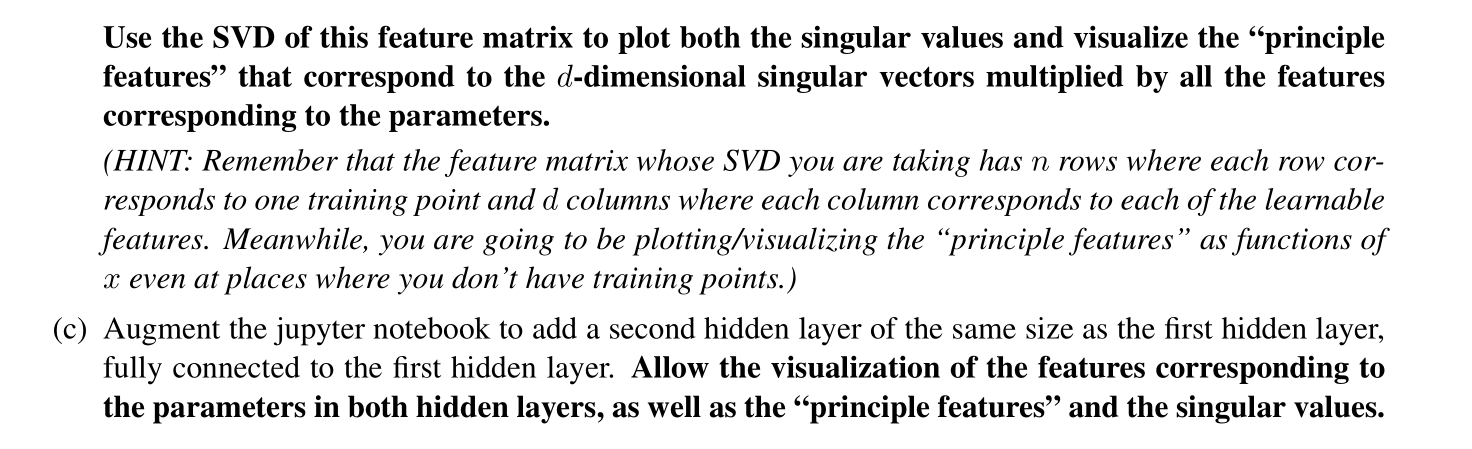 Use the SVD of this feature matrix to plot both the singular values and visualize the “principle
features” that correspond to the d-dimensional singular vectors multiplied by all the features
corresponding to the parameters.
(HINT: Remember that the feature matrix whose SVD you are taking has n rows where each row cor-
responds to one training point and d columns where each column corresponds to each of the learnable
features. Meanwhile, you are going to be plotting/visualizing the “principle features” as functions of
x even at places where you don’t have training points.)
(c) Augment the jupyter notebook to add a second hidden layer of the same size as the first hidden layer,
fully connected to the first hidden layer. Allow the visualization of the features corresponding to
the parameters in both hidden layers, as well as the “principle features” and the singular values.